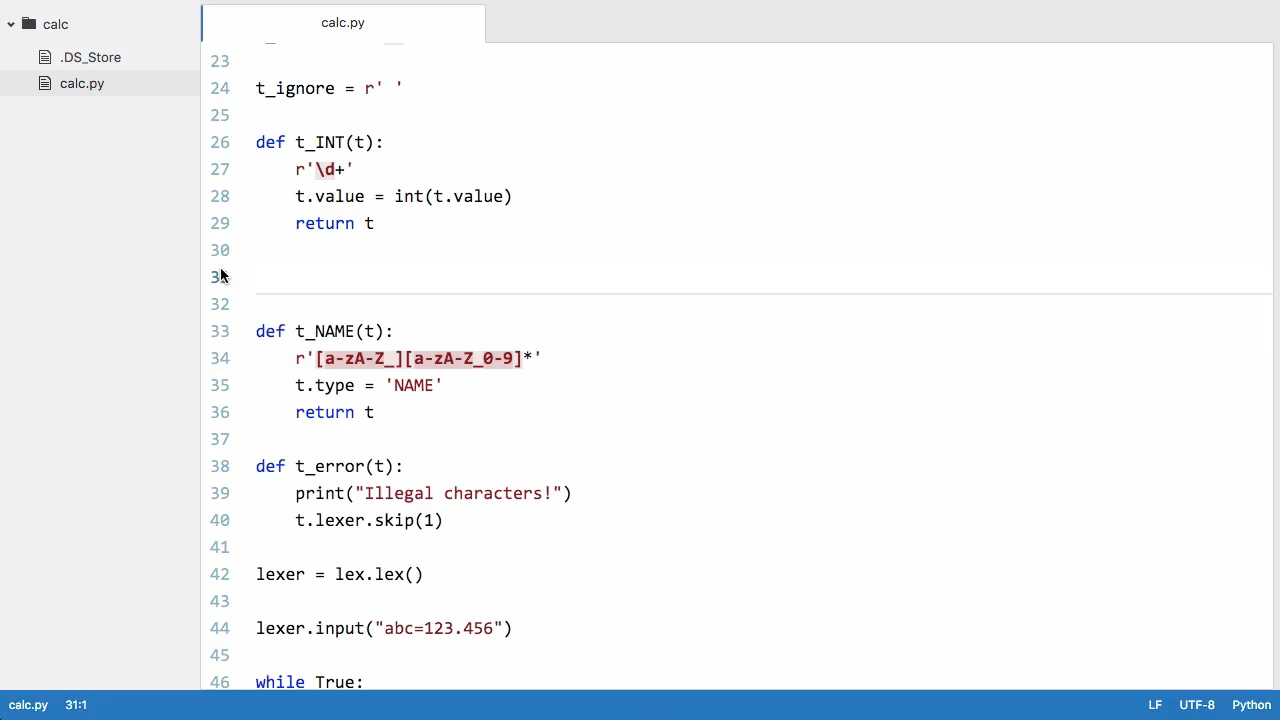 calc
calc.py
.DS_Store
calc.py
23
24 t_ignore = r' '
25
26 def t_INT(t):
27 r'\d+'
28 t.value = int(t.value)
29 return t
30
32
33 def t_NAME(t):
34 r'[a-zA-Z_][a-zA-Z_0-9]*'
35 t.type = 'NAME'
36 return t
37
38 def t_error(t):
39 print("Illegal characters!")
40 t.lexer.skip(1)
41
42 lexer = lex.lex()
43
44 lexer.input("abc=123.456")
45
46 while True:
calc.py 31:1 LF UTF-8 Python